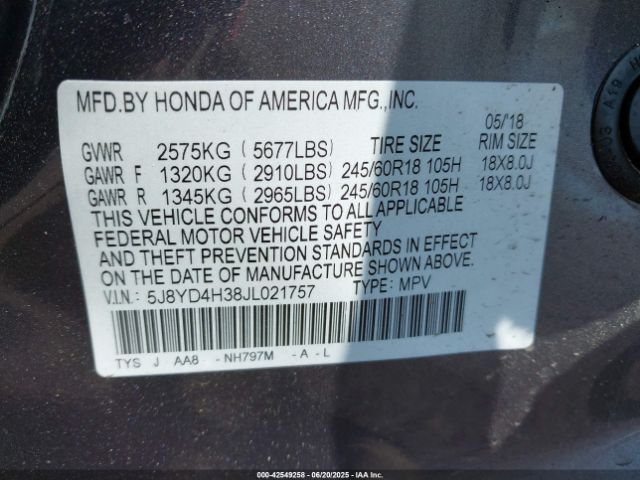 MFD.BY HONDA OF AMERICA MFG.,INC.
05/'18
GVWR 2575KG (5677LBS) TIRE SIZE RIM SIZE
GAWR F 1320KG (2910LBS) 245/60R18 105H 18X8.0J
GAWR R 1345KG (2965LBS) 245/60R18 105H 18X8.0J
THIS VEHICLE CONFORMS TO ALL APPLICABLE
FEDERAL MOTOR VEHICLE SAFETY
AND THEFT PREVENTION STANDARDS IN EFFECT
ON THE DATE OF MANUFACTURE SHOWN ABOVE.
V.I.N.: 5J8YD4H38JL021757 TYPE: MPV
TYS J AA8 -NH797M -A-L
000-42549258 - 06/20/2025 - IAA Inc.